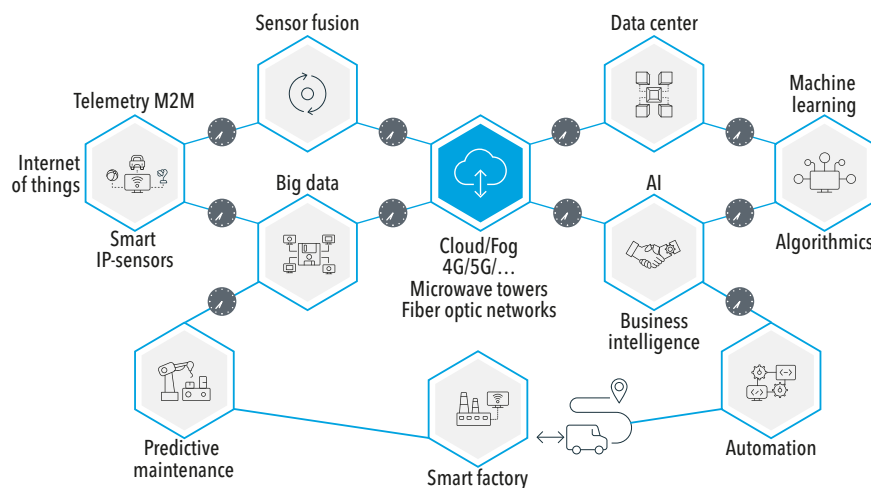 Sensor fusion
Data center
Telemetry M2M
Machine
learning
Internet
of things
Big data
AI
Smart
IP-sensors
Cloud/Fog
4G/5G/...
Microwave towers
Fiber optic networks
Algorithmics
Business
intelligence
Predictive
maintenance
Smart factory
Automation